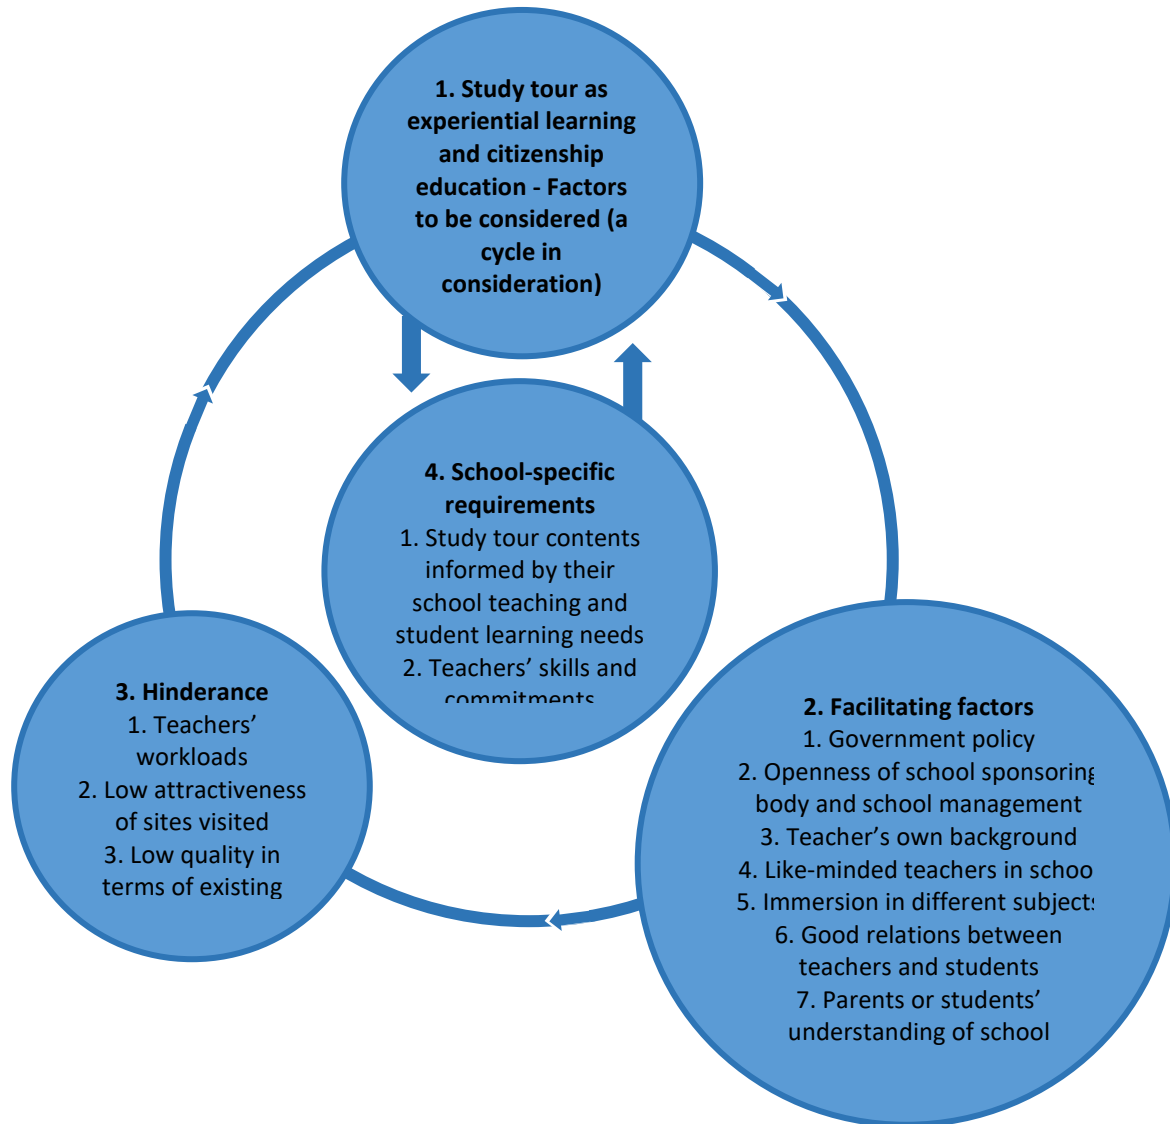 1. Study tour as
experiential learning
and citizenship
education - Factors
to be considered (a
cycle in
consideration)
4. School-specific
requirements
1. Study tour contents
informed by their
school teaching and
student learning needs
2. Teachers’ skills and
commitments
3. Hinderance
1. Teachers’
workloads
2. Low attractiveness
of sites visited
3. Low quality in
terms of existing
2. Facilitating factors
1. Government policy
2. Openness of school sponsoring
body and school management
3. Teacher’s own background
4. Like-minded teachers in school
5. Immersion in different subjects
6. Good relations between
teachers and students
7. Parents or students’
understanding of school